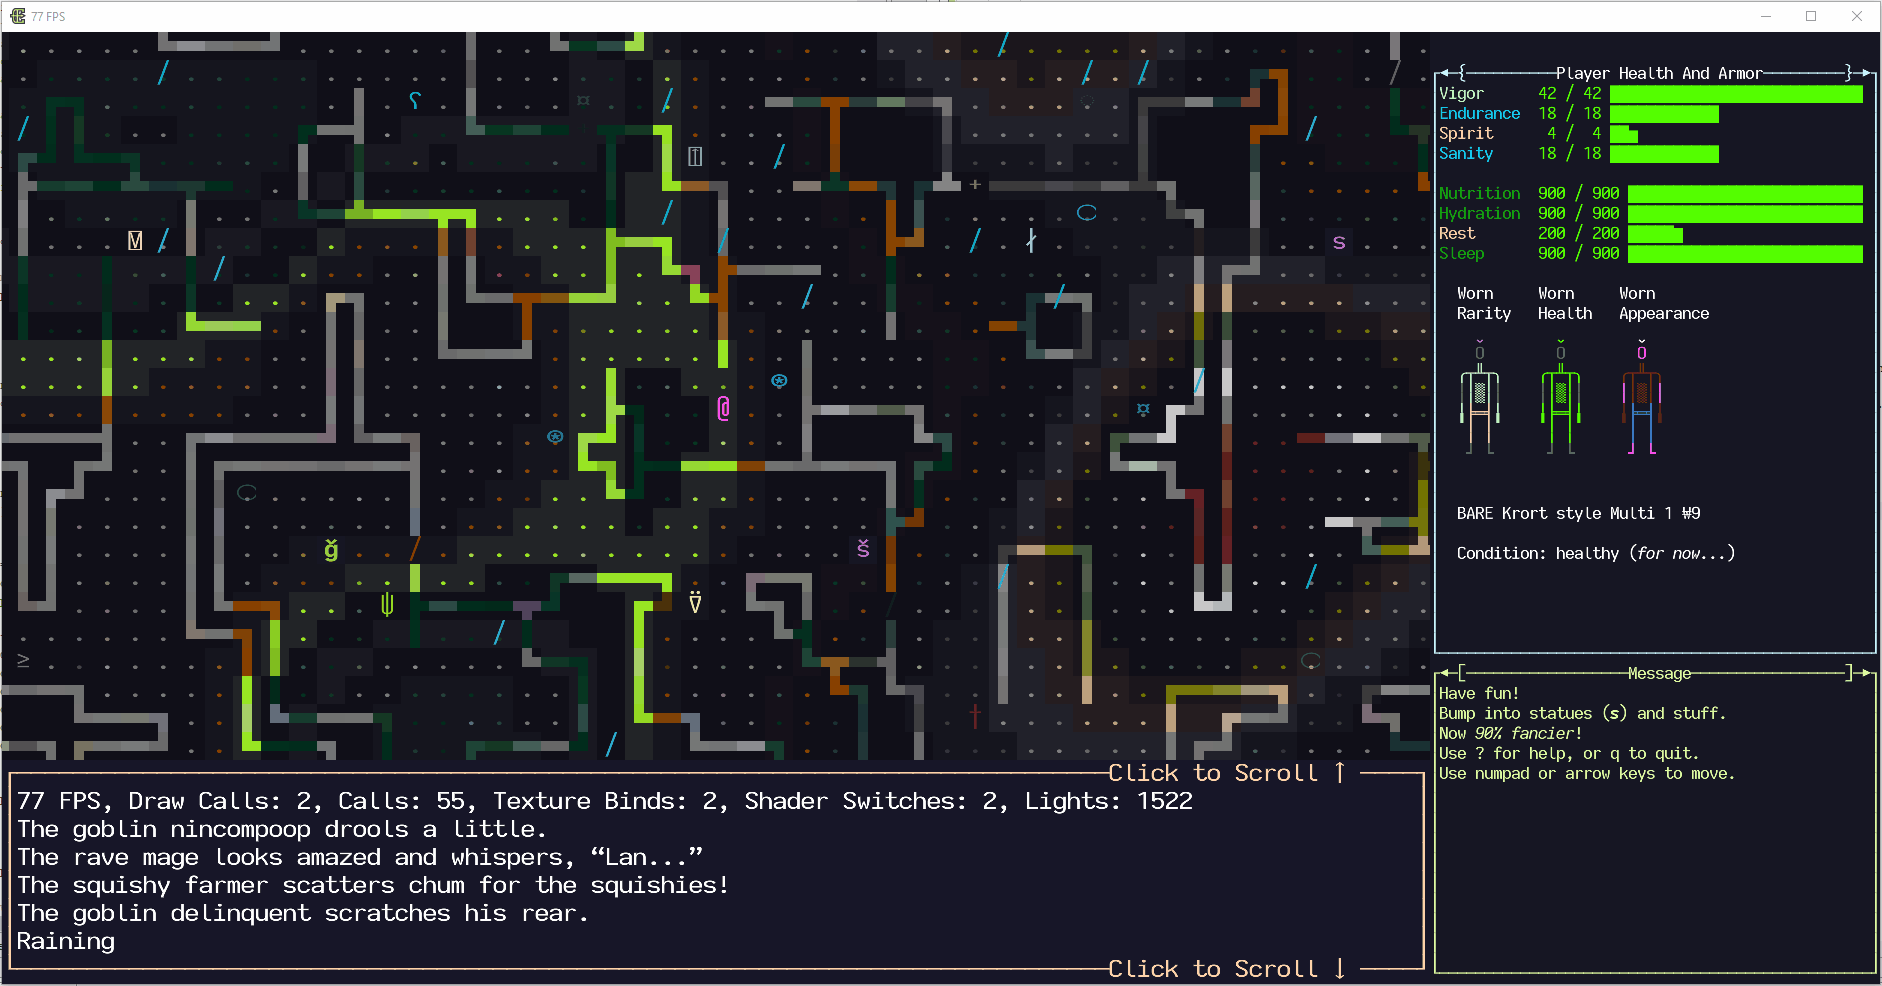 77 FPS
Player Health And Armor
Vigor 42 / 42
Endurance 18 / 18
Spirit 4 / 4
Sanity 18 / 18
Nutrition 900 / 900
Hydration 900 / 900
Rest 200 / 200
Sleep 900 / 900
Worn Worn Worn
Rarity Health Appearance
BARE Krort style Multi 1 ₩9
Condition: healthy (for now...)
Message
Have fun!
Bump into statues (s) and stuff.
Now 90% fancier!
Use ? for help, or q to quit.
Use numpad or arrow keys to move.
Click to Scroll ↑
77 FPS, Draw Calls: 2, Calls: 55, Texture Binds: 2, Shader Switches: 2, Lights: 1522
The goblin nincompoop drools a little.
The rave mage looks amazed and whispers, “Lan...”
The squishy farmer scatters chum for the squishies!
The goblin delinquent scratches his rear.
Raining
Click to Scroll ↓